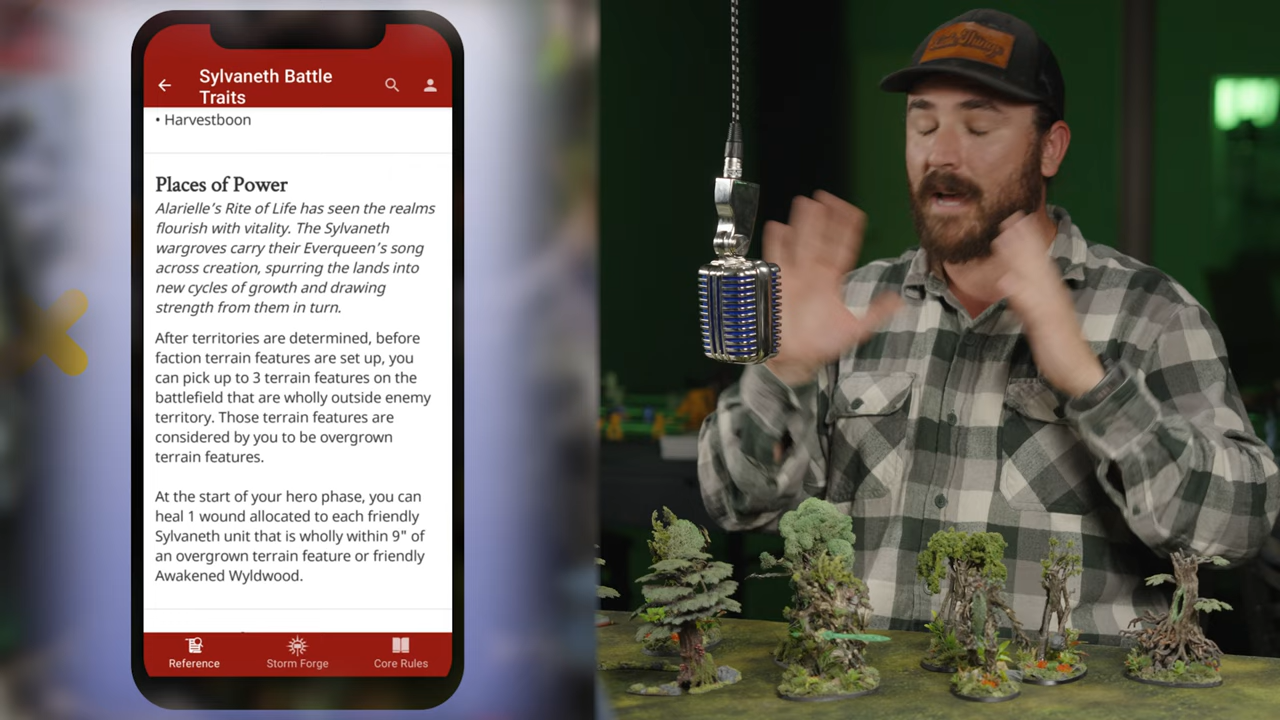 Sylvaneth Battle
Traits
• Harvestboon
Places of Power
Alarielle's Rite of Life has seen the realms
flourish with vitality. The Sylvaneth
wargroves carry their Everqueen's song
across creation, spurring the lands into
new cycles of growth and drawing
strength from them in turn.
After territories are determined, before
faction terrain features are set up, you
can pick up to 3 terrain features on the
battlefield that are wholly outside enemy
territory. Those terrain features are
considered by you to be overgrown
terrain features.
At the start of your hero phase, you can
heal 1 wound allocated to each friendly
Sylvaneth unit that is wholly within 9" of
an overgrown terrain feature or friendly
Awakened Wyldwood.
Reference
Storm Forge
Core Rules